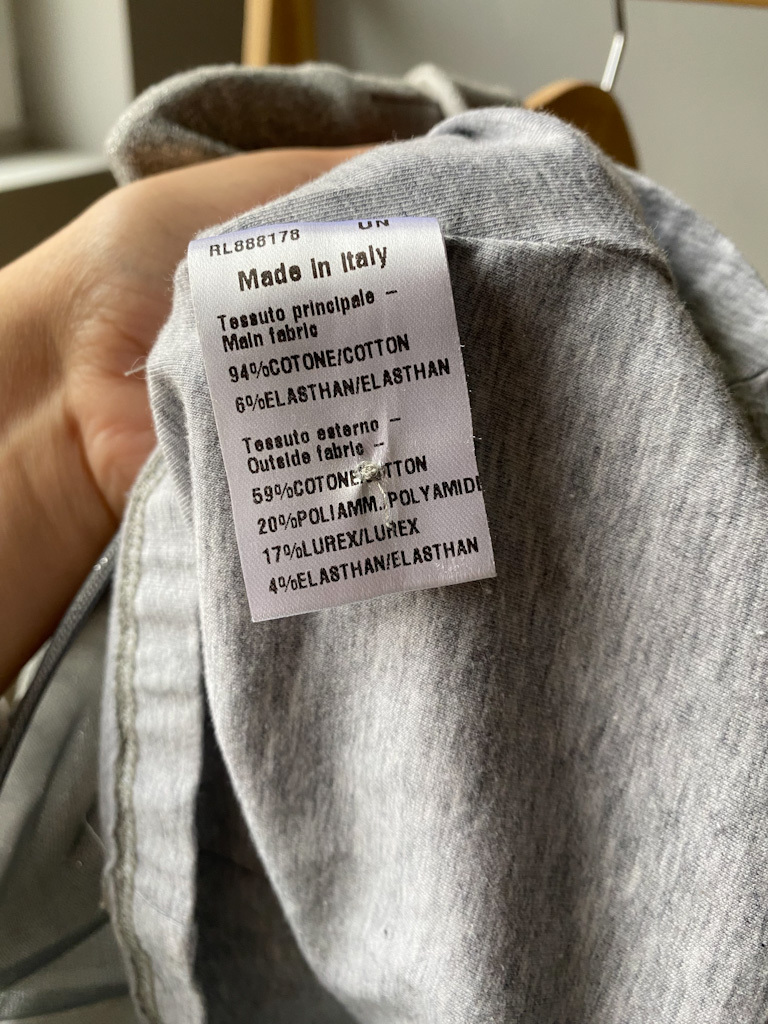 RL888178 UN
Made in Italy
Tessuto principale –
Main fabric
94%COTONE/COTTON
6%ELASTHAN/ELASTHAN
Tessuto esterno –
Outside fabric –
59%COTONE/COTTON
20%POLIAMM./POLYAMIDE
17%LUREX/LUREX
4%ELASTHAN/ELASTHAN